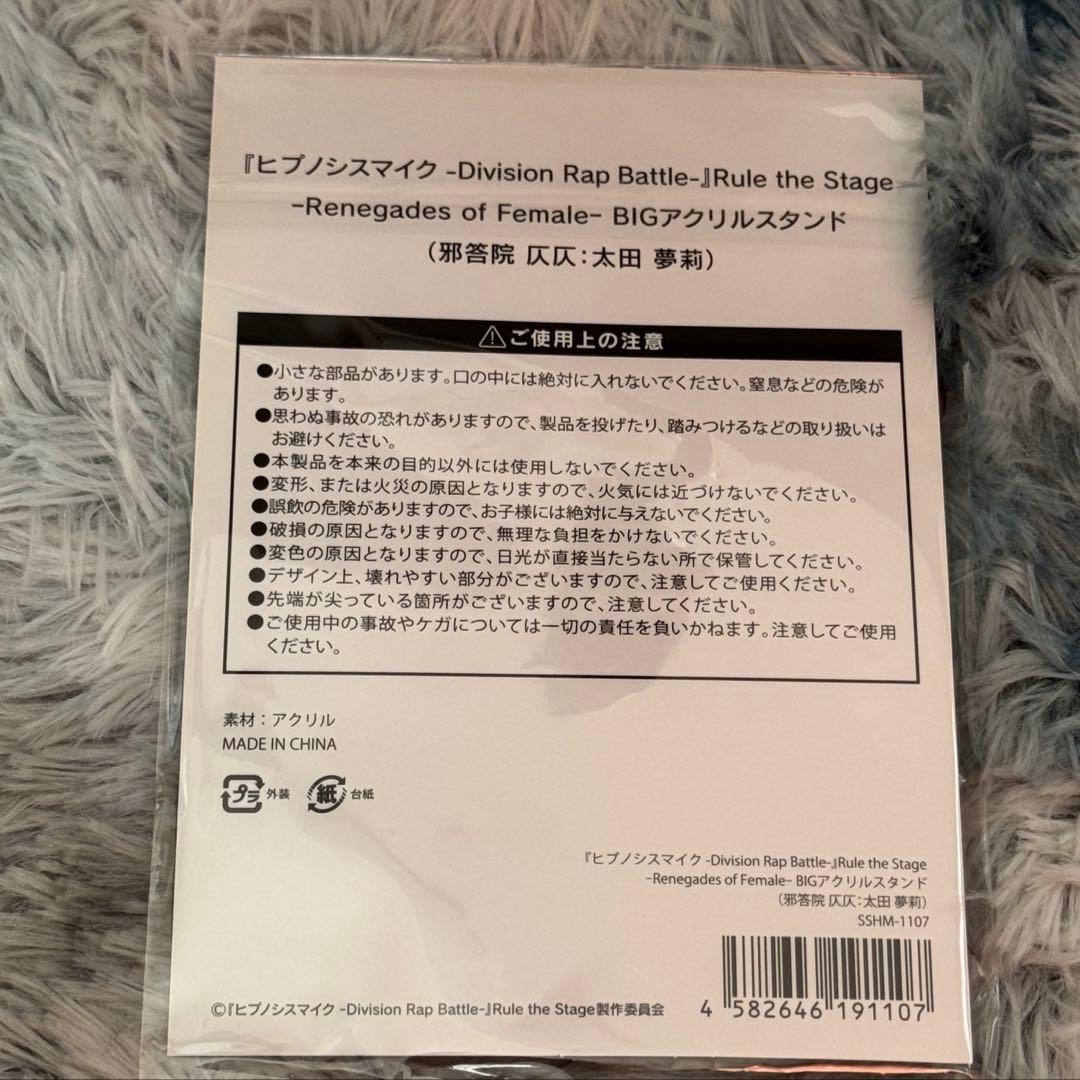 『ヒプノシスマイク -Division Rap Battle-』Rule the Stage
-Renegades of Female- BIGアクリルスタンド
（邪答院 仄仄：太田 夢莉）
⚠ご使用上の注意
●小さな部品があります。口の中には絶対に入れないでください。窒息などの危険が
あります。
●思わぬ事故の恐れがありますので、製品を投げたり、踏みつけるなどの取り扱いは
お避けください。
●本製品を本来の目的以外には使用しないでください。
●変形、または火災の原因となりますので、火気には近づけないでください。
●誤飲の危険がありますので、お子様には絶対に与えないでください。
●破損の原因となりますので、無理な負担をかけないでください。
●変色の原因となりますので、日光が直接当たらない所で保管してください。
●デザイン上、壊れやすい部分がございますので、注意してご使用ください。
●先端が尖っている箇所がございますので、注意してください。
●ご使用中の事故やケガについては一切の責任を負いかねます。注意してご使用
ください。
素材：アクリル
MADE IN CHINA
プラ 外装 紙 台紙
『ヒプノシスマイク -Division Rap Battle-』Rule the Stage
-Renegades of Female- BIGアクリルスタンド
（邪答院 仄仄：太田 夢莉）
SSHM-1107
4 582646 191107
©『ヒプノシスマイク -Division Rap Battle-』Rule the Stage製作委員会